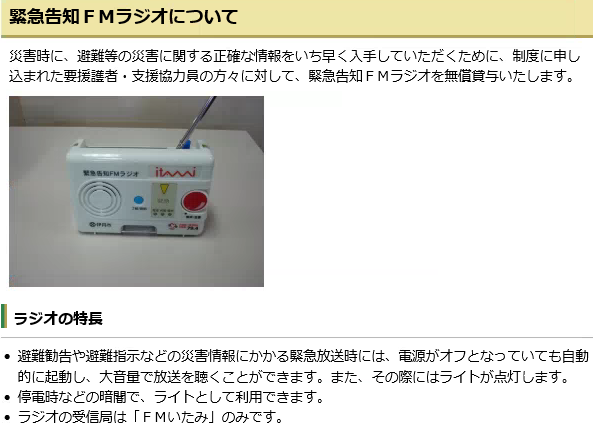 緊急告知ＦＭラジオについて
災害時に、避難等の災害に関する正確な情報をいち早く入手していただくために、制度に申し
込まれた要援護者・支援協力員の方々に対して、緊急告知ＦＭラジオを無償貸与いたします。
緊急告知FMラジオ
itami
伊丹市
ラジオの特長
• 避難勧告や避難指示などの災害情報にかかる緊急放送時には、電源がオフとなっていても自動
的に起動し、大音量で放送を聴くことができます。また、その際にはライトが点灯します。
• 停電時などの暗闇で、ライトとして利用できます。
• ラジオの受信局は「ＦＭいたみ」のみです。